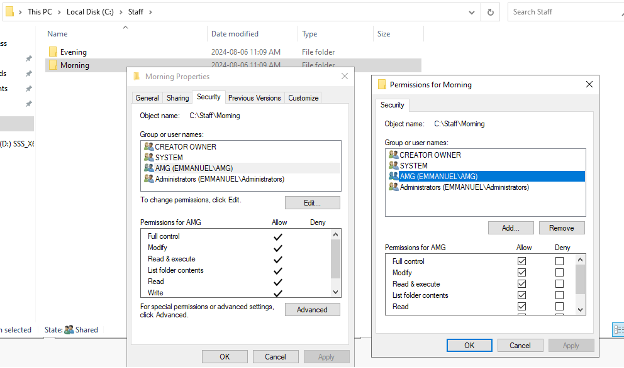 This PC > Local Disk (C:) > Staff >
Search Staff
Name Date modified Type Size
Evening 2024-08-06 11:09 AM File folder
Morning 2024-08-06 11:09 AM File folder
(D:) SSS_X6
n selected State: Shared
Morning Properties
General Sharing Security Previous Versions Customize
Object name: C:\Staff\Morning
Group or user names:
CREATOR OWNER
SYSTEM
AMG (EMMANUEL\AMG)
Administrators (EMMANUEL\Administrators)
To change permissions, click Edit.
Edit...
Permissions for AMG Allow Deny
Full control
Modify
Read & execute
List folder contents
Read
Write
For special permissions or advanced settings,
click Advanced.
Advanced
OK Cancel Apply
Permissions for Morning
Security
Object name: C:\Staff\Morning
Group or user names:
CREATOR OWNER
SYSTEM
AMG (EMMANUEL\AMG)
Administrators (EMMANUEL\Administrators)
Add... Remove
Permissions for AMG Allow Deny
Full control
Modify
Read & execute
List folder contents
Read
OK Cancel Apply